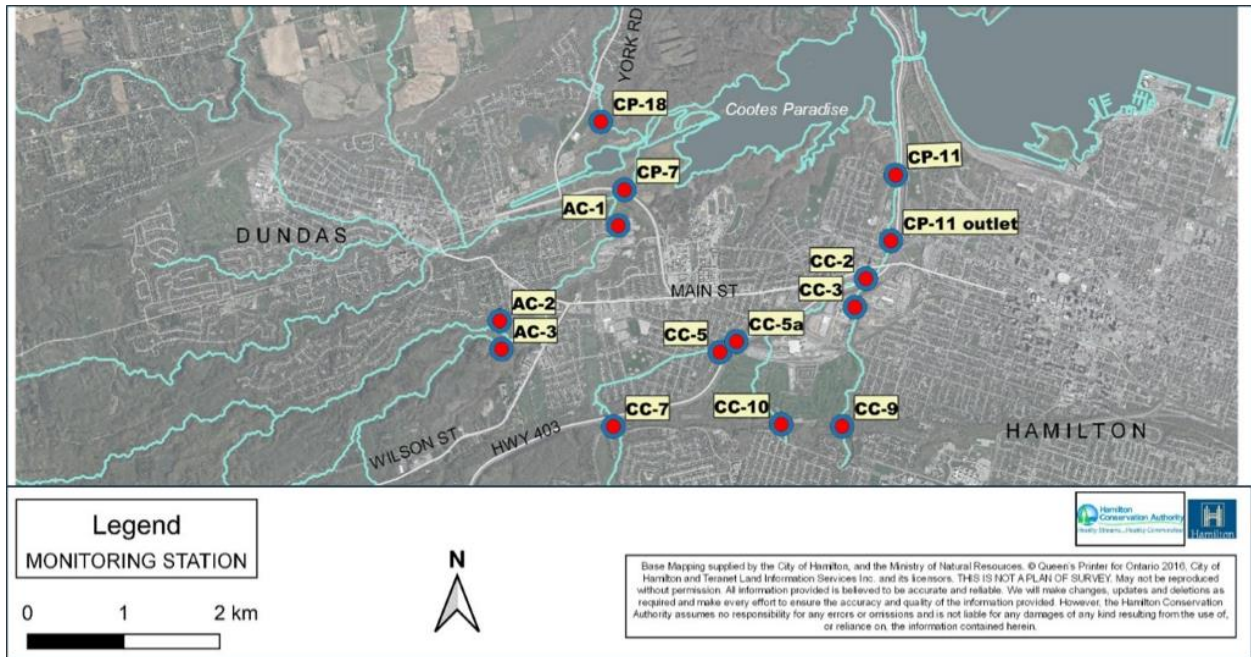 YORK RD
CP-18
Cootes Paradise
CP-7
CP-11
AC-1
DUNDAS
CP-11 outlet
CC-2
MAIN ST
CC-3
AC-2
AC-3
CC-5
CC-5a
CC-7
CC-10
CC-9
WILSON ST
HWY 403
HAMILTON
Legend
MONITORING STATION
0 1 2 km
N
Hamilton
Conservation Authority
Healthy Streams...Healthy Communities
Hamilton
Base Mapping supplied by the City of Hamilton, and the Ministry of Natural Resources. © Queen's Printer for Ontario 2016, City of
Hamilton and Teranet Land Information Services Inc. and its licensors. THIS IS NOT A PLAN OF SURVEY. May not be reproduced
without permission. All information provided is believed to be accurate and reliable. We will make changes, updates and deletions as
required and make every effort to ensure the accuracy and quality of the information provided. However, the Hamilton Conservation
Authority assumes no responsibility for any errors or omissions and is not liable for any damages of any kind resulting from the use of,
or reliance on, the information contained herein.